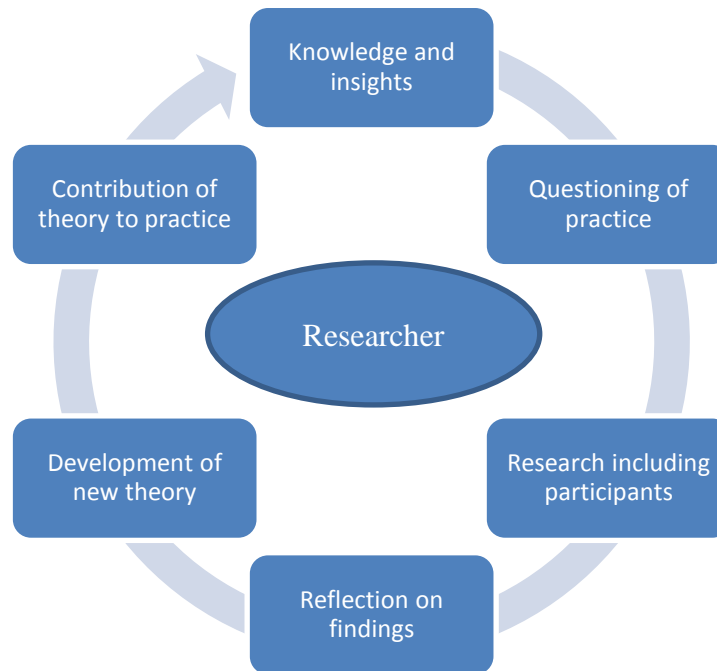 Knowledge and
insights
Questioning of
practice
Research including
participants
Reflection on
findings
Development of
new theory
Contribution of
theory to practice
Researcher